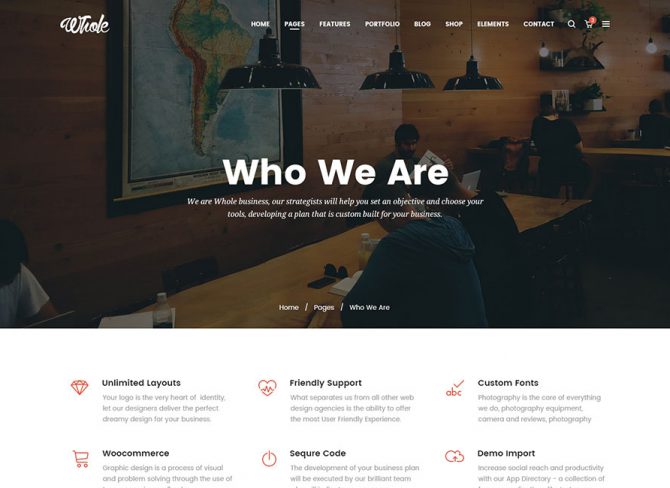 Whole
HOME PAGES FEATURES PORTFOLIO BLOG SHOP ELEMENTS CONTACT
3
Who We Are
We are Whole business, our strategists will help you set an objective and choose your
tools, developing a plan that is custom built for your business.
Home / Pages / Who We Are
Unlimited Layouts
Your logo is the very heart of identity,
let our designers deliver the perfect
dreamy design for your business.
Friendly Support
What separates us from all other web
design agencies is the ability to offer
the most User Friendly Experience.
abc
Custom Fonts
Photography is the core of everything
we do, photography equipment,
camera and reviews, photography
Woocommerce
Graphic design is a process of visual
and problem solving through the use of
Sequre Code
The development of your business plan
will be executed by our brilliant team
Demo Import
Increase social reach and productivity
with our App Directory - a collection of